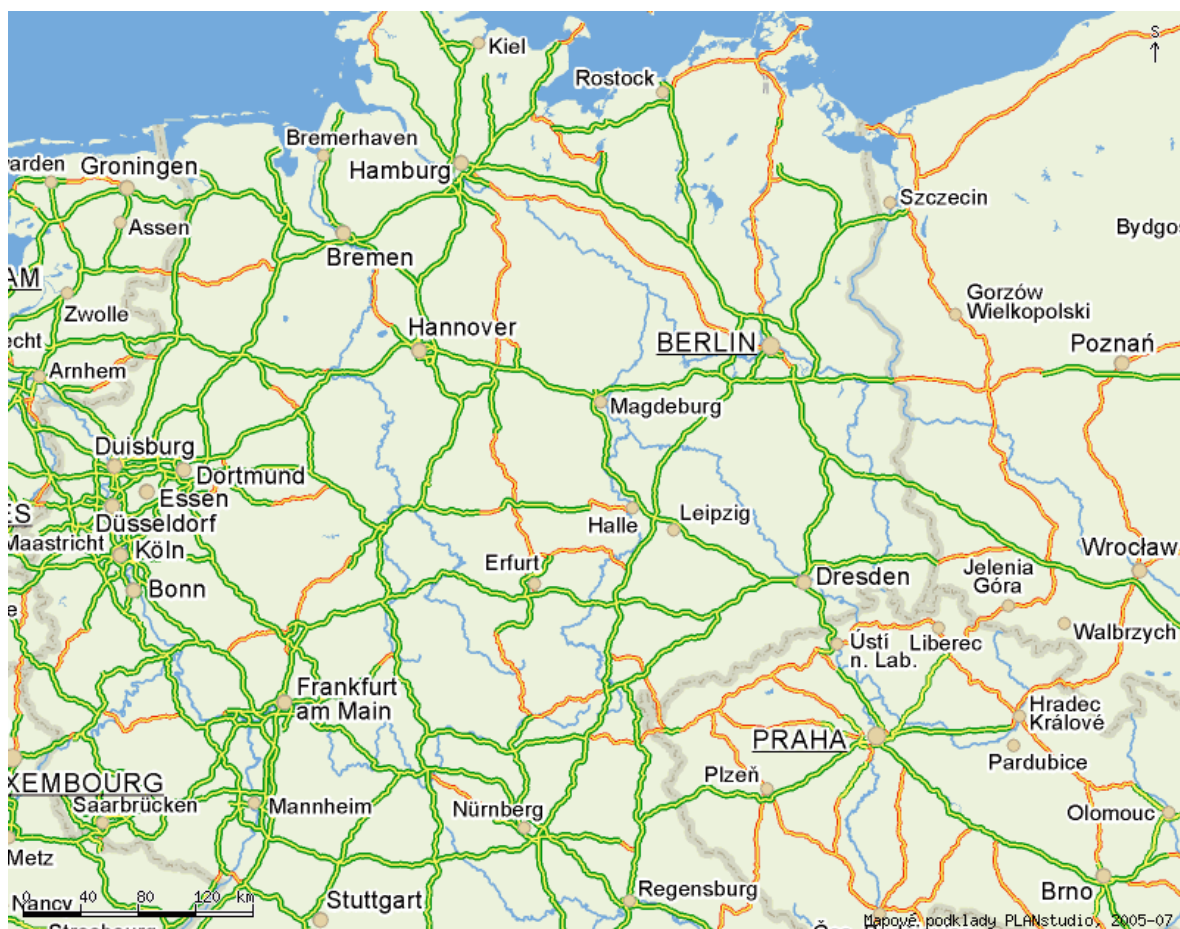 Kiel
S
Rostock
Bremerhaven
Hamburg
arden
Groningen
Szczecin
Assen
Bydgos
Bremen
AM
Zwolle
Gorzów
Wielkopolski
Hannover
echt
BERLIN
Poznań
Arnhem
Magdeburg
Duisburg
Dortmund
Essen
ES
Düsseldorf
Halle
Leipzig
Maastricht
Köln
Wrocław
Erfurt
Jelenia
Góra
Dresden
Bonn
e
Walbrzych
Ústí
n. Lab.
Liberec
Frankfurt
am Main
Hradec
Králové
PRAHA
Pardubice
XEMBOURG
Plzeň
Saarbrücken
Mannheim
Nürnberg
Olomouc
Metz
Regensburg
Brno
0 40 80 120 km
Nancy
Stuttgart
Mapové podklady PLANstudio, 2005-07